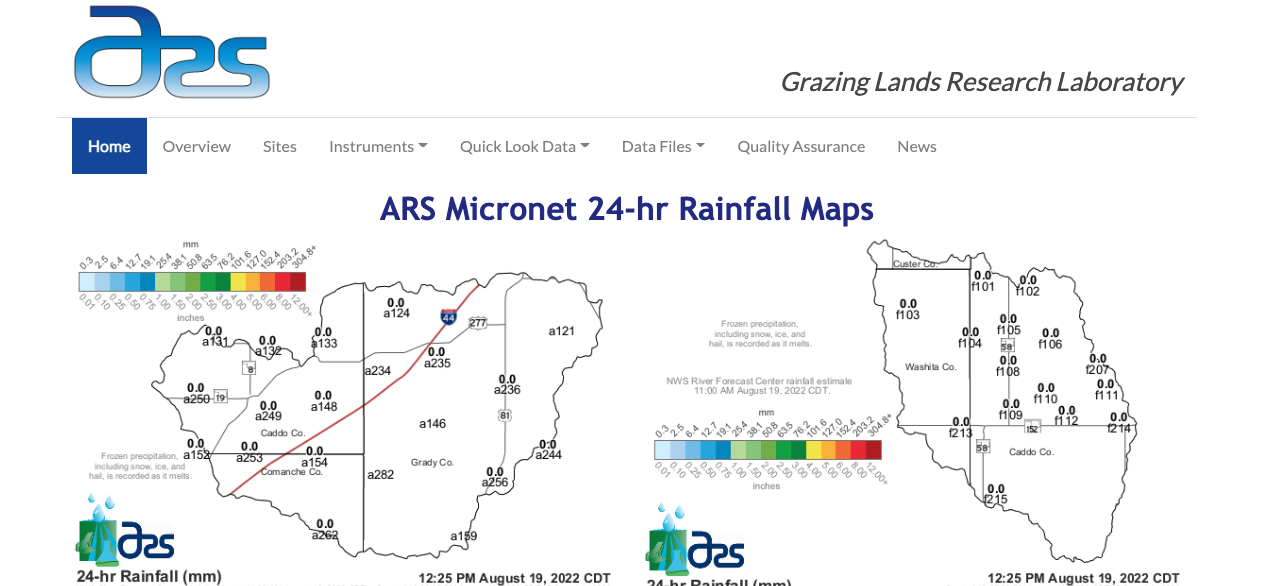 ars
Grazing Lands Research Laboratory
Home Overview Sites Instruments Quick Look Data Data Files Quality Assurance News
ARS Micronet 24-hr Rainfall Maps
mm
0.3 2.5 6.4 12.7 19.1 25.4 38.1 50.8 63.5 76.2 101.6 127.0 152.4 203.2 304.8+
0.01 0.10 0.25 0.50 0.75 1.00 1.50 2.00 2.50 3.00 4.00 5.00 6.00 8.00 12.00+
inches
0.0
a124
44
277
a121
0.0
a131
0.0
a132
0.0
a133
8
a234
0.0
a235
0.0
a250
19
0.0
a249
0.0
a148
0.0
a236
81
a146
Caddo Co.
0.0
a152
0.0
a253
0.0
a154
Comanche Co.
a282
Grady Co.
0.0
a244
0.0
a256
Frozen precipitation,
including snow, ice, and
hail, is recorded as it melts.
0.0
a262
a159
ars
24-hr Rainfall (mm)
12:25 PM August 19, 2022 CDT
Custer Co.
0.0
f101
0.0
f102
0.0
f103
0.0
f104
0.0
f105
0.0
f106
58
Frozen precipitation,
including snow, ice, and
hail, is recorded as it melts.
Washita Co.
0.0
f108
0.0
f207
NWS River Forecast Center rainfall estimate
11:00 AM August 19, 2022 CDT.
0.0
f110
0.0
f111
0.0
f109
0.0
f112
0.0
f213
152
0.0
f214
58
Caddo Co.
mm
0.3 2.5 6.4 12.7 19.1 25.4 38.1 50.8 63.5 76.2 101.6 127.0 152.4 203.2 304.8+
0.01 0.10 0.25 0.50 0.75 1.00 1.50 2.00 2.50 3.00 4.00 5.00 6.00 8.00 12.00+
inches
0.0
f215
ars
24-hr Rainfall (mm)
12:25 PM August 19, 2022 CDT